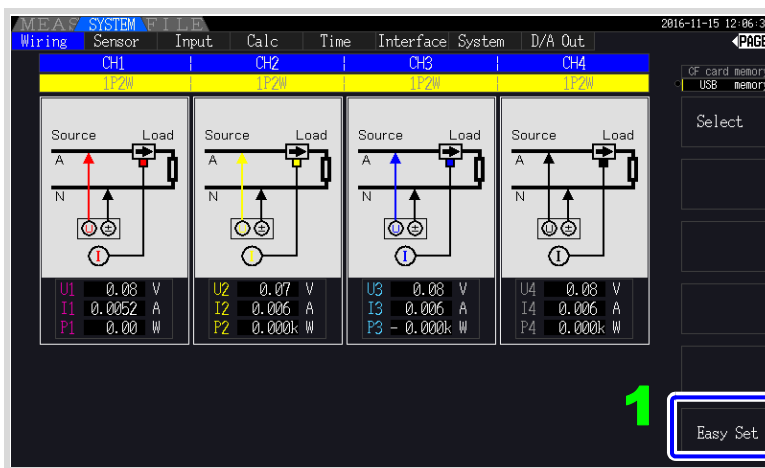 MEAS SYSTEM FILE 2016-11-15 12:06:3
Wiring Sensor Input Calc Time Interface System D/A Out PAGE
CH1 CH2 CH3 CH4
1P2W 1P2W 1P2W 1P2W
CF card memory
USB memory
Select
Source Load Source Load Source Load Source Load
A A A A
N N N N
U ± ± U ± U ±
I I I I
U1 0.08 V U2 0.07 V U3 0.08 V U4 0.08 V
I1 0.0052 A I2 0.006 A I3 0.006 A I4 0.006 A
P1 0.00 W P2 0.000k W P3 - 0.000k W P4 0.000k W
1
Easy Set